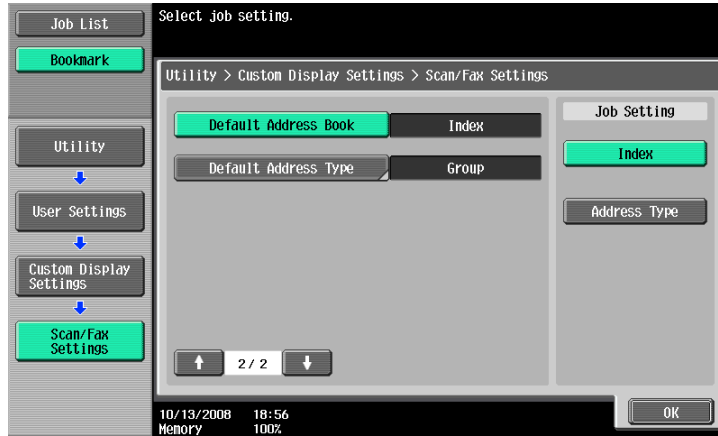 Job List
Bookmark
Utility
User Settings
Custom Display
Settings
Scan/Fax
Settings
Select job setting.
Utility > Custom Display Settings > Scan/Fax Settings
Default Address Book Index
Default Address Type Group
2/ 2
Job Setting
Index
Address Type
10/13/2008 18:56
Memory 100%
OK